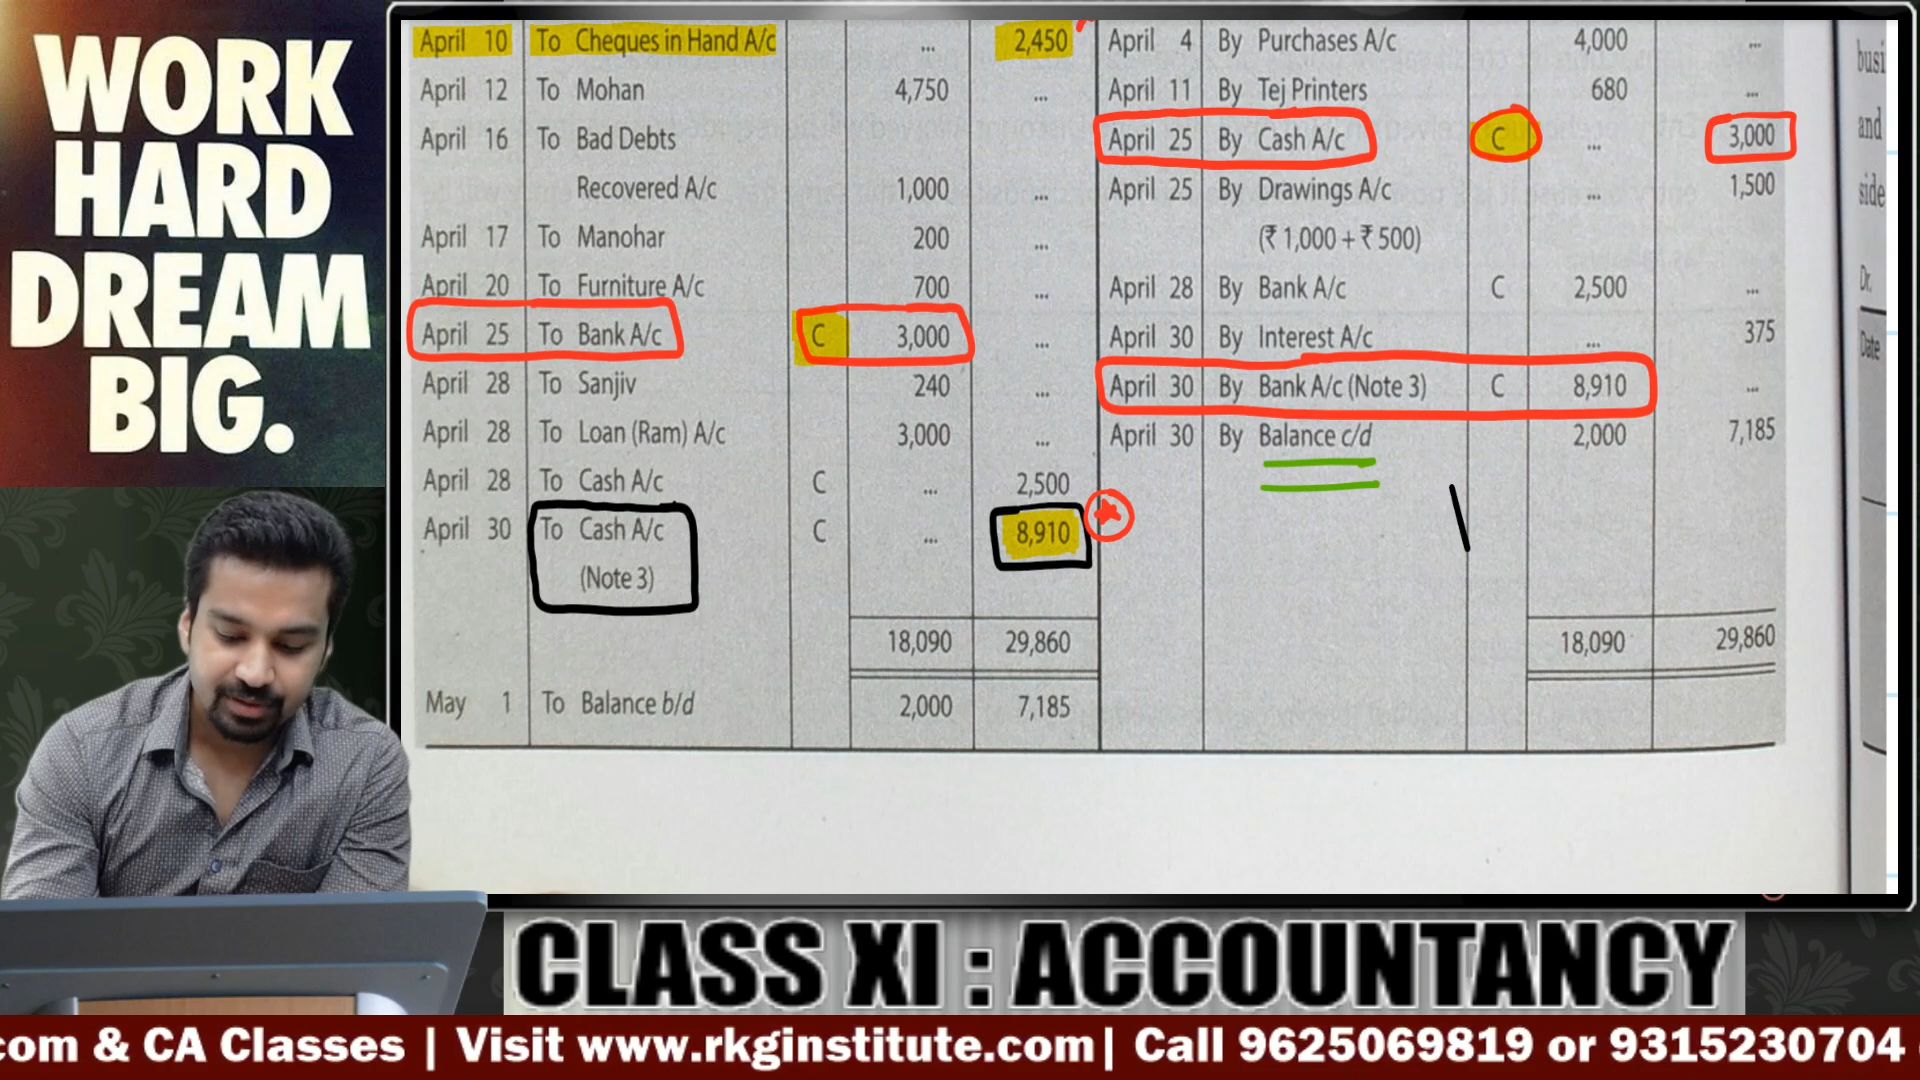 WORK
HARD
DREAM
BIG.
April 10 To Cheques in Hand A/c ... 2,450 April 4 By Purchases A/c 4,000 ...
April 12 To Mohan 4,750 ... April 11 By Tej Printers 680 ...
April 16 To Bad Debts April 25 By Cash A/c C ... 3,000
Recovered A/c 1,000 ... April 25 By Drawings A/c ... 1,500
April 17 To Manohar 200 ... (₹ 1,000 + ₹ 500)
April 20 To Furniture A/c 700 ... April 28 By Bank A/c C 2,500 ...
April 25 To Bank A/c C 3,000 ... April 30 By Interest A/c ... 375
April 28 To Sanjiv 240 ... April 30 By Bank A/c (Note 3) C 8,910 ...
April 28 To Loan (Ram) A/c 3,000 ... April 30 By Balance c/d 2,000 7,185
April 28 To Cash A/c C ... 2,500
April 30 To Cash A/c C ... 8,910
(Note 3)
18,090 29,860 18,090 29,860
May 1 To Balance b/d 2,000 7,185
busi
and
side
Dr.
Date
CLASS XI : ACCOUNTANCY
com & CA Classes | Visit www.rkginstitute.com| Call 9625069819 or 9315230704